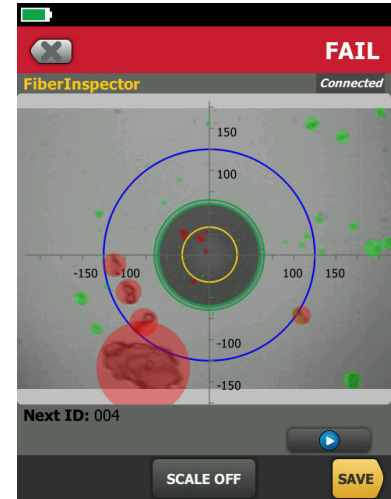 FAIL
FiberInspector Connected
150
100
-150 -100 100 150
-100
-150
Next ID: 004
SCALE OFF SAVE